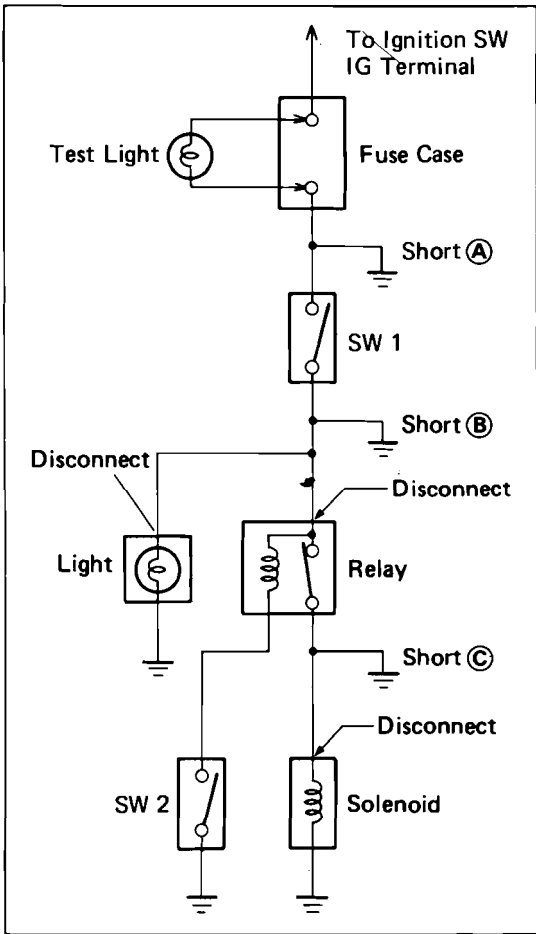 To Ignition SW
IG Terminal
Test Light
Fuse Case
Short Ⓐ
SW 1
Short Ⓑ
Disconnect
Disconnect
Light
Relay
Short Ⓒ
Disconnect
SW 2
Solenoid